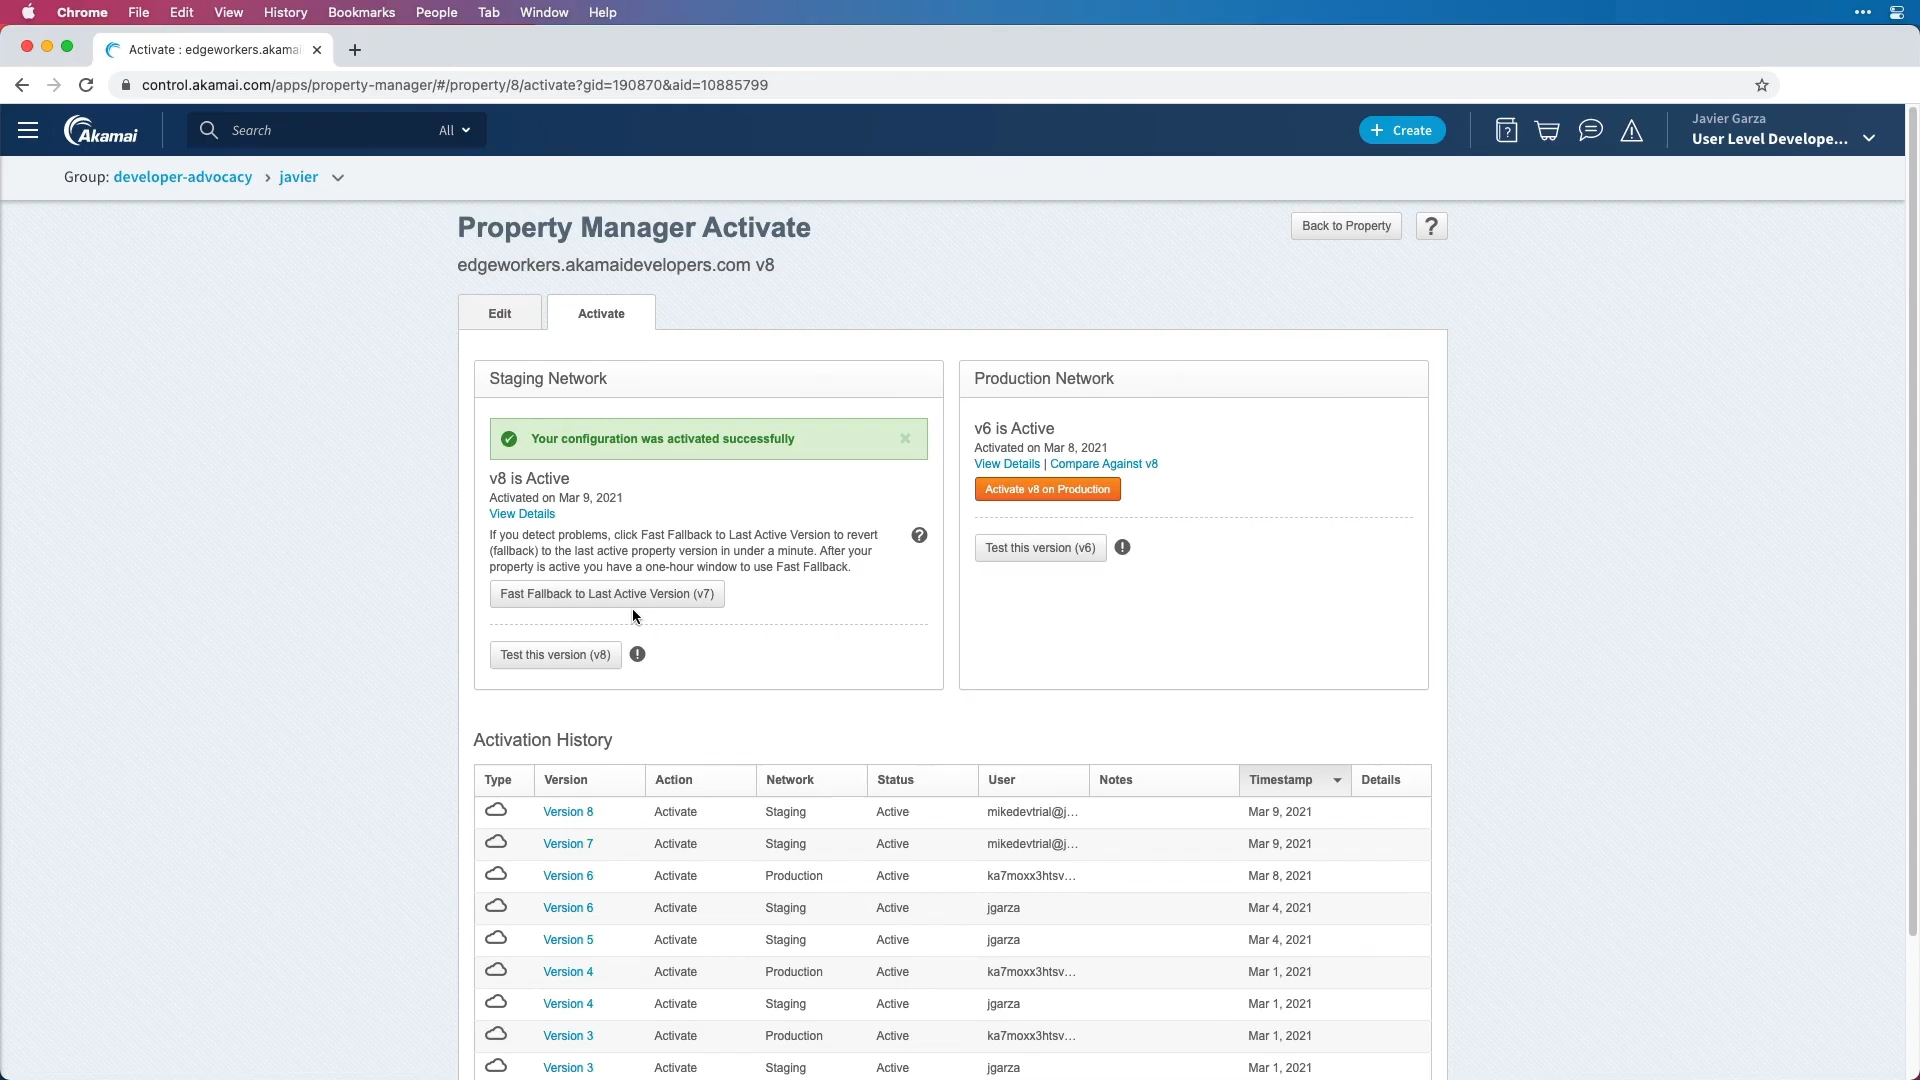 Chrome File Edit View History Bookmarks People Tab Window Help
Activate : edgeworkers.akamai
control.akamai.com/apps/property-manager/#/property/8/activate?gid=190870&aid=10885799
Akamai
Search All
+ Create
Javier Garza
User Level Develope...
Group: developer-advocacy > javier
Property Manager Activate
Back to Property ?
edgeworkers.akamaidevelopers.com v8
Edit Activate
Staging Network
Your configuration was activated successfully
v8 is Active
Activated on Mar 9, 2021
View Details
If you detect problems, click Fast Fallback to Last Active Version to revert
(fallback) to the last active property version in under a minute. After your
property is active you have a one-hour window to use Fast Fallback.
Fast Fallback to Last Active Version (v7)
Test this version (v8)
Production Network
v6 is Active
Activated on Mar 8, 2021
View Details | Compare Against v8
Activate v8 on Production
Test this version (v6)
Activation History
Type Version Action Network Status User Notes Timestamp Details
Version 8 Activate Staging Active mikedevtrial@j... Mar 9, 2021
Version 7 Activate Staging Active mikedevtrial@j... Mar 9, 2021
Version 6 Activate Production Active ka7moxx3htsv... Mar 8, 2021
Version 6 Activate Staging Active jgarza Mar 4, 2021
Version 5 Activate Staging Active jgarza Mar 4, 2021
Version 4 Activate Production Active ka7moxx3htsv... Mar 1, 2021
Version 4 Activate Staging Active jgarza Mar 1, 2021
Version 3 Activate Production Active ka7moxx3htsv... Mar 1, 2021
Version 3 Activate Staging Active jgarza Mar 1, 2021